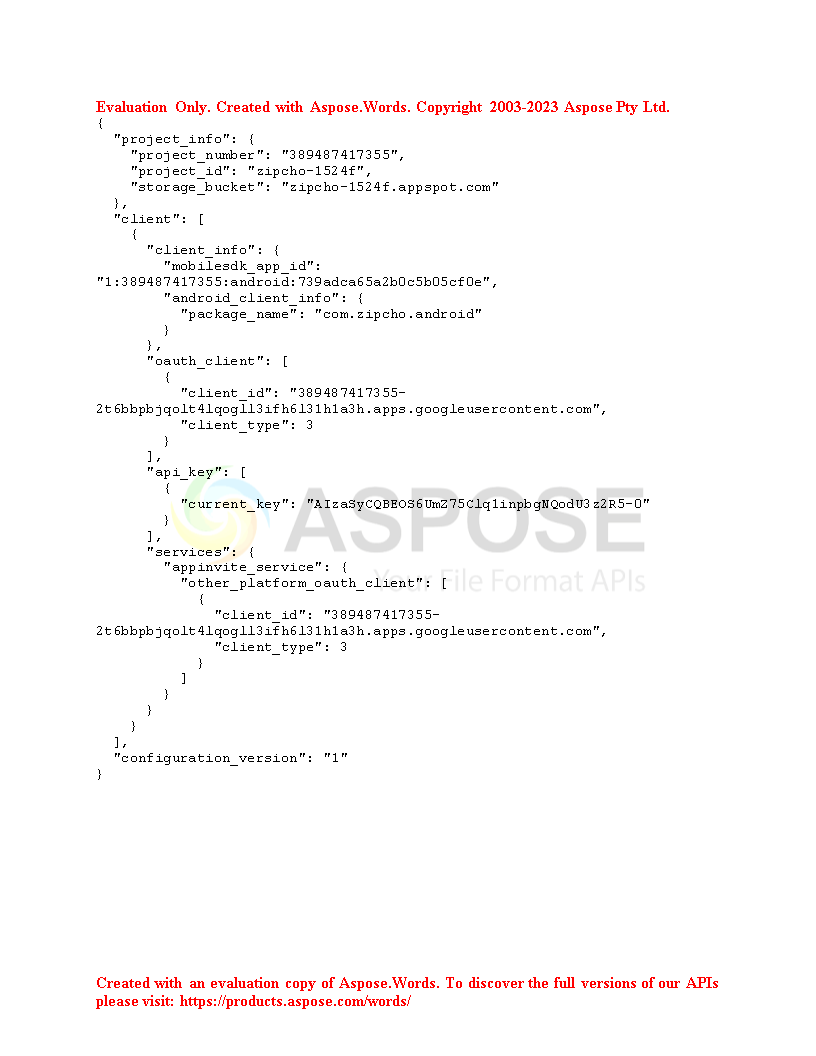 Evaluation Only. Created with Aspose.Words. Copyright 2003-2023 Aspose Pty Ltd.
{
  "project_info": {
    "project_number": "389487417355",
    "project_id": "zipcho-1524f",
    "storage_bucket": "zipcho-1524f.appspot.com"
  },
  "client": [
    {
      "client_info": {
        "mobilesdk_app_id":
"1:389487417355:android:739adca65a2b0c5b05cf0e",
        "android_client_info": {
          "package_name": "com.zipcho.android"
        }
      },
      "oauth_client": [
        {
          "client_id": "389487417355-
2t6bbpbjqolt4lqogll3ifh6l31h1a3h.apps.googleusercontent.com",
          "client_type": 3
        }
      ],
      "api_key": [
        {
          "current_key": "AIzaSyCQBEOS6UmZ75Clq1inpbgNQodU3z2R5-0"
        }
      ],
      "services": {
        "appinvite_service": {
          "other_platform_oauth_client": [
            {
              "client_id": "389487417355-
2t6bbpbjqolt4lqogll3ifh6l31h1a3h.apps.googleusercontent.com",
              "client_type": 3
            }
          ]
        }
      }
    }
  ],
  "configuration_version": "1"
}
ASPOSE
Your File Format APIs
Created with an evaluation copy of Aspose.Words. To discover the full versions of our APIs
please visit: https://products.aspose.com/words/